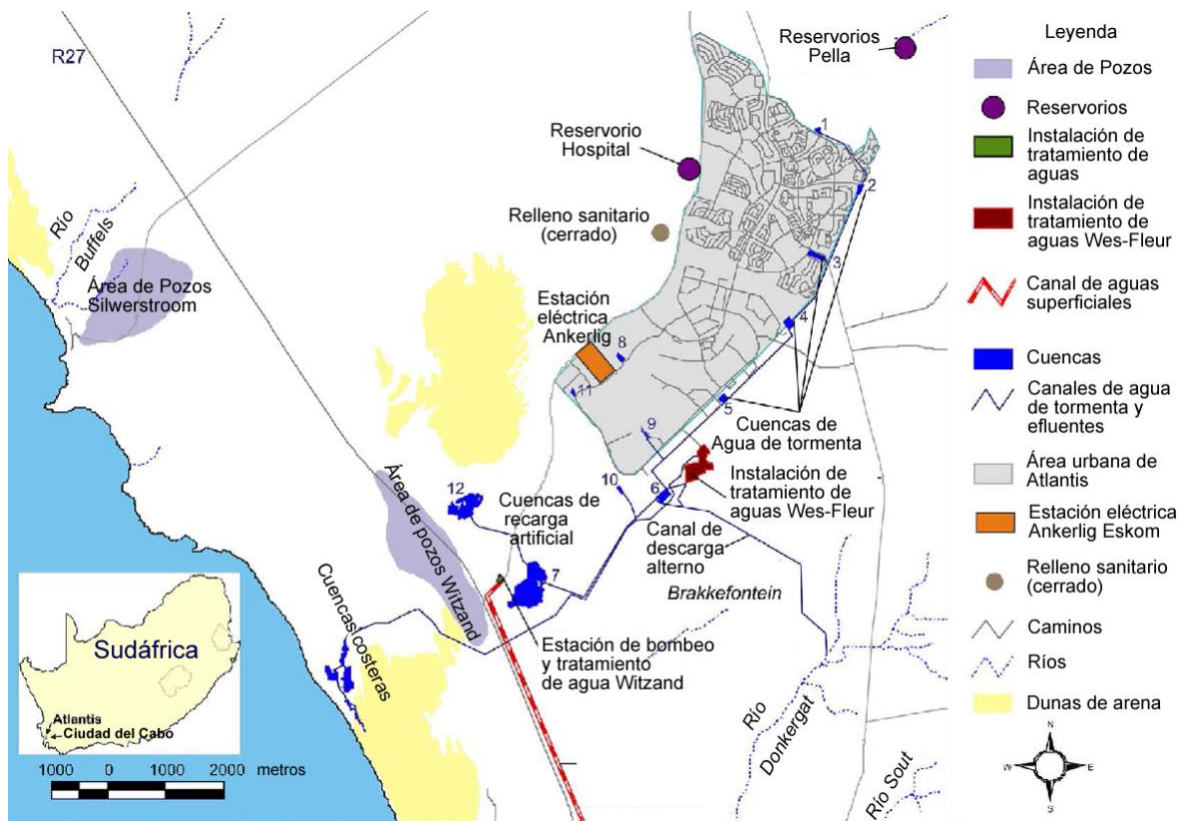 R27
Reservorios
Pella
Reservorio
Hospital
Relleno sanitario
(cerrado)
Río
Buffels
Área de Pozos
Silwerstroom
Estación
eléctrica
Ankerlig
1
2
3
4
5
8
11
9
10
6
12
7
Cuencas de
Agua de tormenta
Instalación de
tratamiento de
aguas Wes-Fleur
Cuencas de
recarga
artificial
Canal de
descarga
alterno
Brakkefontein
Área de pozos Witzand
Cuencas costeras
Estación de bombeo
y tratamiento
de agua Witzand
Río
Donkergat
Río Sout
Sudáfrica
Atlantis
Ciudad del Cabo
1000 0 1000 2000 metros
Leyenda
Área de Pozos
Reservorios
Instalación de
tratamiento de
aguas
Instalación de
tratamiento de
aguas Wes-Fleur
Canal de aguas
superficiales
Cuencas
Canales de agua
de tormenta y
efluentes
Área urbana de
Atlantis
Estación eléctrica
Ankerlig Eskom
Relleno sanitario
(cerrado)
Caminos
Ríos
Dunas de arena
N
W E
S